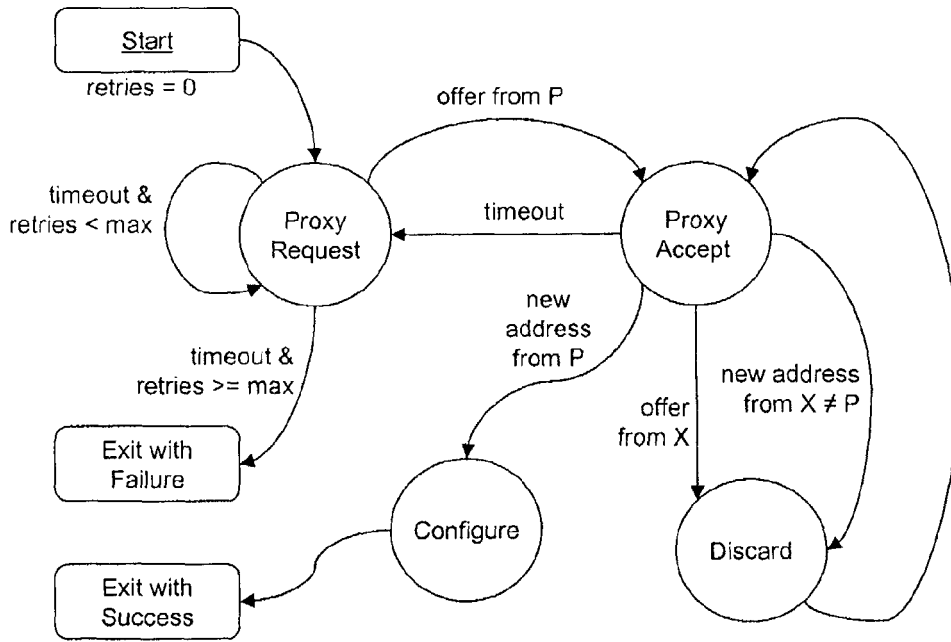 Start
retries = 0
offer from P
timeout &
retries < max
Proxy
Request
timeout
Proxy
Accept
new
address
from P
timeout &
retries >= max
offer
from X
new address
from X ≠ P
Exit with
Failure
Configure
Discard
Exit with
Success